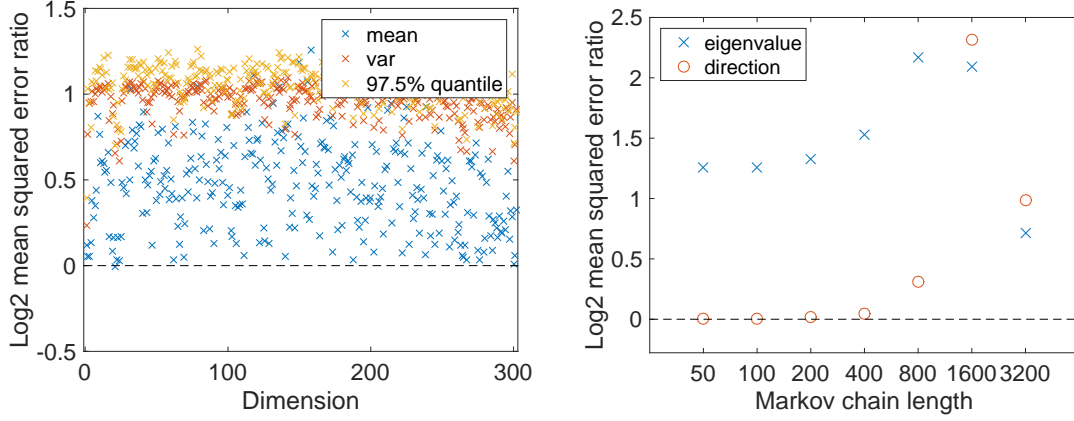 Log2 mean squared error ratio
1.5
1
0.5
0
-0.5
mean
var
97.5% quantile
0
100
200
300
Dimension
Log2 mean squared error ratio
2.5
2
1.5
1
0.5
0
eigenvalue
direction
50
100
200
400
800
1600
3200
Markov chain length